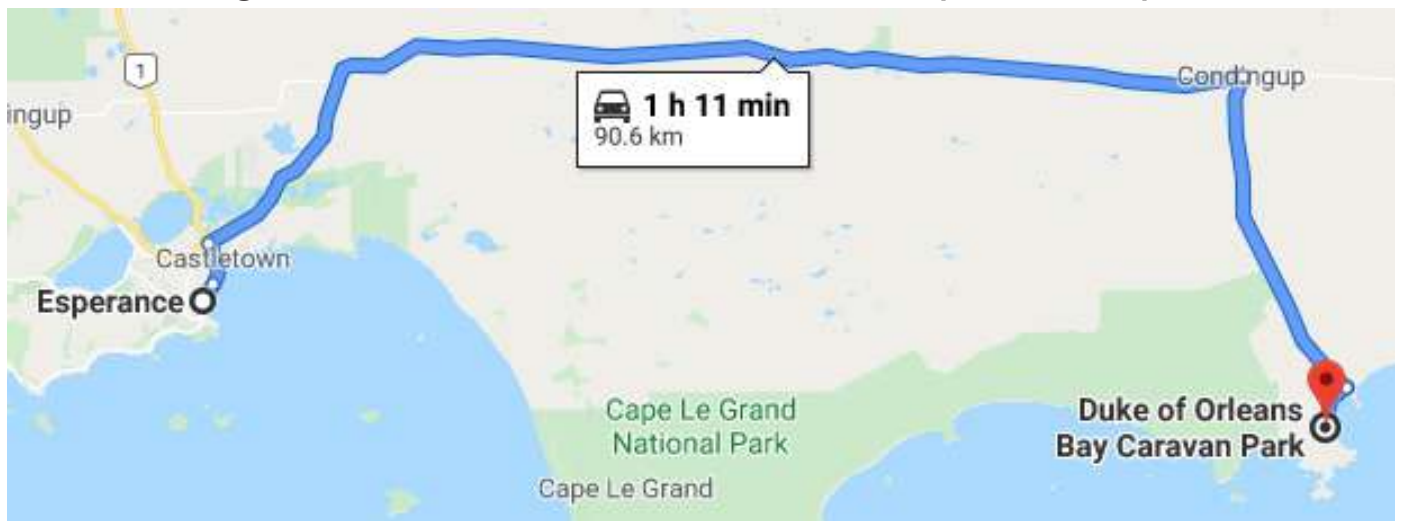 1
ingup
Condingup
1 h 11 min
90.6 km
Castletown
Esperance
Cape Le Grand
National Park
Cape Le Grand
Duke of Orleans
Bay Caravan Park